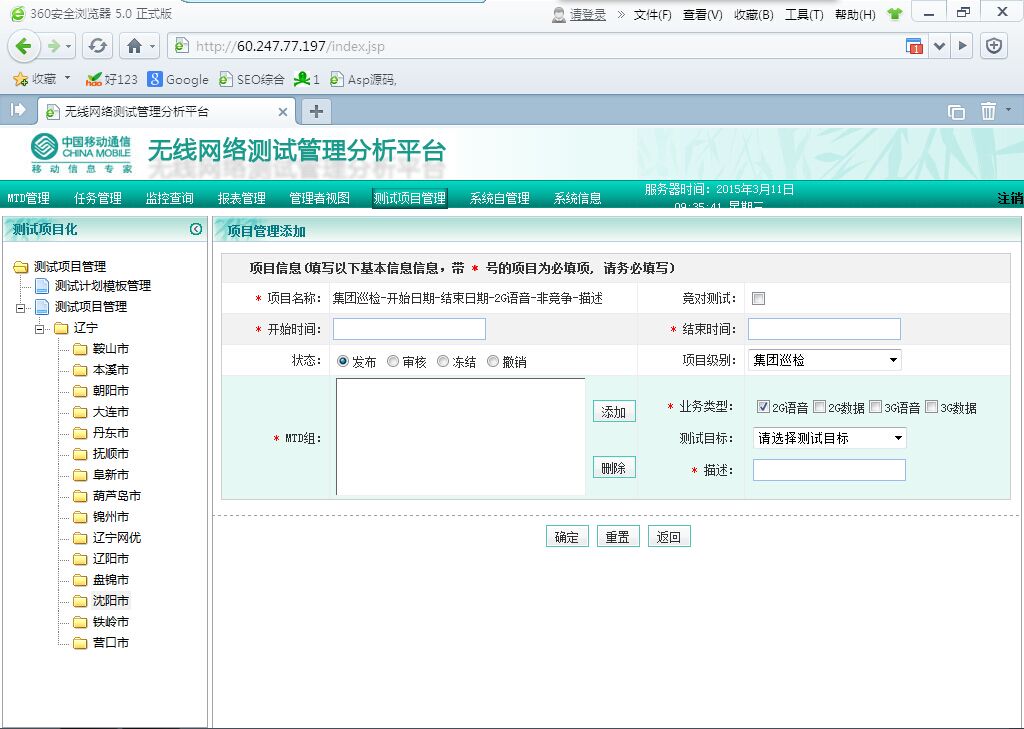 360安全浏览器 5.0 正式版
请登录 » 文件(F) 查看(V) 收藏(B) 工具(T) 帮助(H)
http://60.247.77.197/index.jsp
收藏 好123 Google SEO综合 1 Asp源码,
无线网络测试管理分析平台
中国移动通信
CHINA MOBILE
移动信息专家
无线网络测试管理分析平台
MTD管理 任务管理 监控查询 报表管理 管理者视图 测试项目管理 系统自管理 系统信息
服务器时间: 2015年3月11日
09:35:41 星期三
注销
测试项目化
项目管理添加
测试项目管理
测试计划模板管理
测试项目管理
辽宁
鞍山市
本溪市
朝阳市
大连市
丹东市
抚顺市
阜新市
葫芦岛市
锦州市
辽宁网优
辽阳市
盘锦市
沈阳市
铁岭市
营口市
项目信息(填写以下基本信息信息，带 * 号的项目为必填项, 请务必填写)
* 项目名称: 集团巡检-开始日期-结束日期-2G语音-非竞争-描述
竞对测试:
* 开始时间:
* 结束时间:
状态: 发布 审核 冻结 撤销
项目级别: 集团巡检
* MTD组:
添加
删除
* 业务类型: 2G语音 2G数据 3G语音 3G数据
测试目标: 请选择测试目标
* 描述:
确定 重置 返回